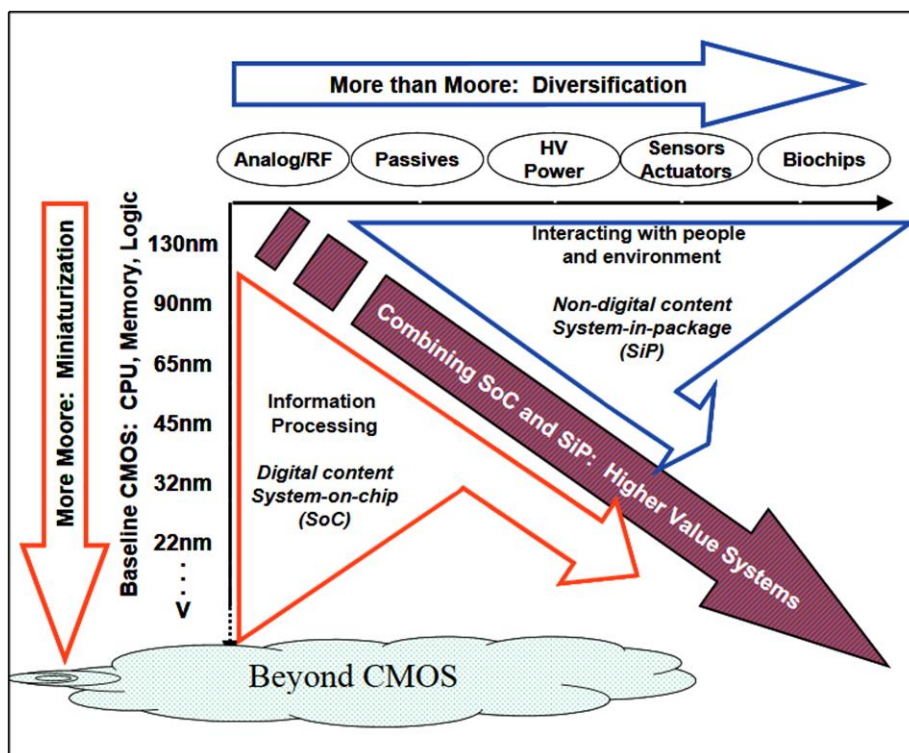 More than Moore: Diversification
Analog/RF
Passives
HV
Power
Sensors
Actuators
Biochips
More Moore: Miniaturization
Baseline CMOS: CPU, Memory, Logic
130nm
90nm
65nm
45nm
32nm
22nm
V
Interacting with people
and environment
Non-digital content
System-in-package
(SiP)
Combining SoC and SiP: Higher Value Systems
Information
Processing
Digital content
System-on-chip
(SoC)
Beyond CMOS